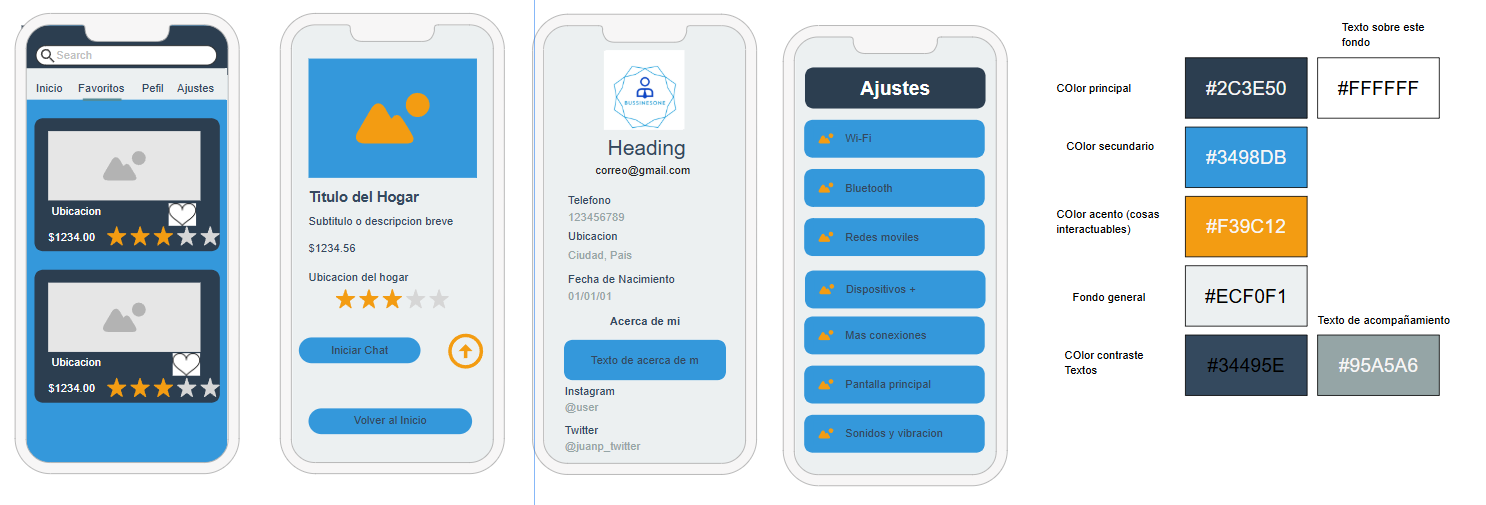 Search
Inicio Favoritos Pefil Ajustes
Ubicacion
$1234.00
Ubicacion
$1234.00
Titulo del Hogar
Subtitulo o descripcion breve
$1234.56
Ubicacion del hogar
Iniciar Chat
Volver al Inicio
BUSSINESONE
Heading
correo@gmail.com
Telefono
123456789
Ubicacion
Ciudad, Pais
Fecha de Nacimiento
01/01/01
Acerca de mi
Texto de acerca de m
Instagram
@user
Twitter
@juanp_twitter
Ajustes
Wi-Fi
Bluetooth
Redes moviles
Dispositivos +
Mas conexiones
Pantalla principal
Sonidos y vibracion
Texto sobre este
fondo
COlor principal
#2C3E50
#FFFFFF
COlor secundario
#3498DB
COlor acento (cosas
interactuables)
#F39C12
Fondo general
#ECF0F1
Texto de acompañamiento
COlor contraste
Textos
#34495E
#95A5A6